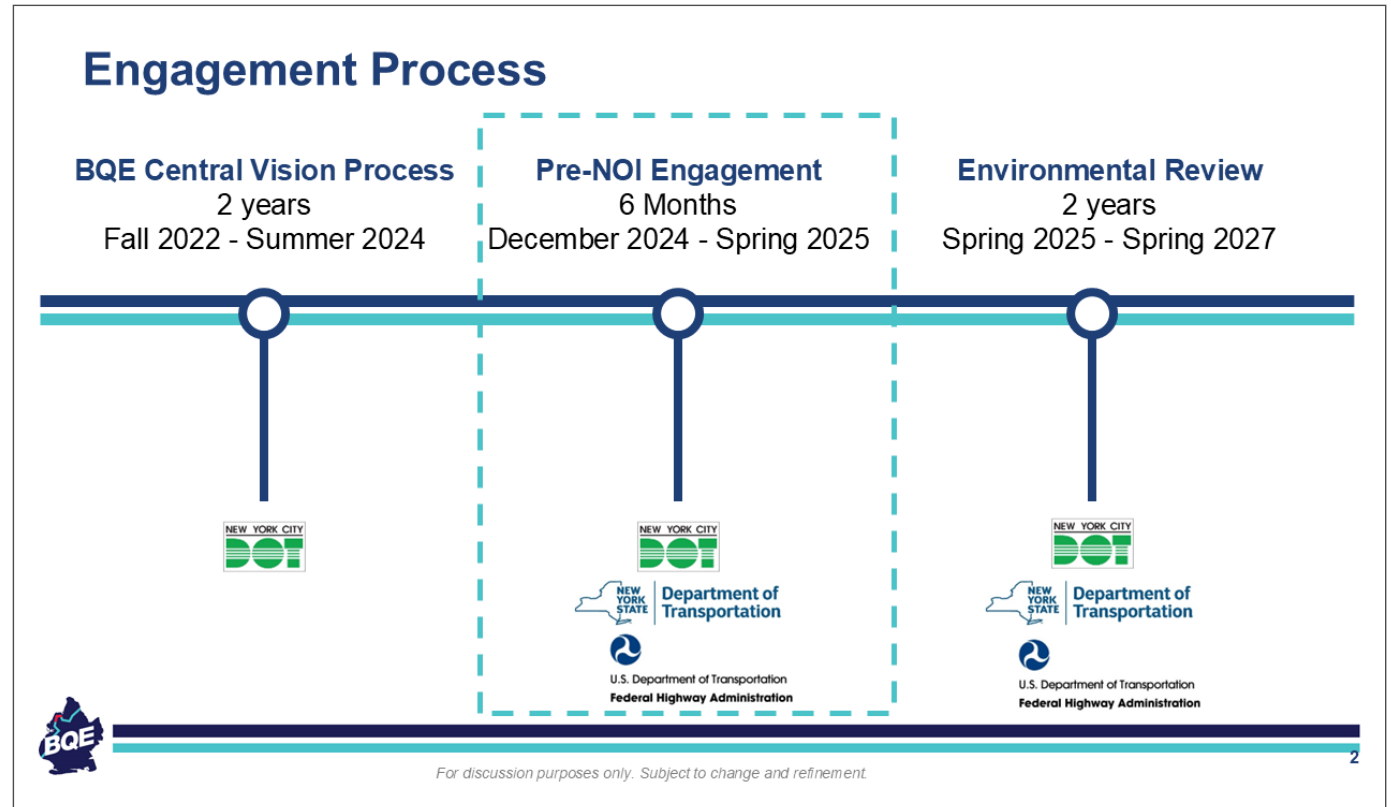 Engagement Process
BQE Central Vision Process
2 years
Fall 2022 - Summer 2024
Pre-NOI Engagement
6 Months
December 2024 - Spring 2025
Environmental Review
2 years
Spring 2025 - Spring 2027
NEW YORK CITY
DOT
NEW YORK CITY
DOT
NEW
YORK
STATE
Department of
Transportation
U.S. Department of Transportation
Federal Highway Administration
NEW YORK CITY
DOT
NEW
YORK
STATE
Department of
Transportation
U.S. Department of Transportation
Federal Highway Administration
BQE
2
For discussion purposes only. Subject to change and refinement.